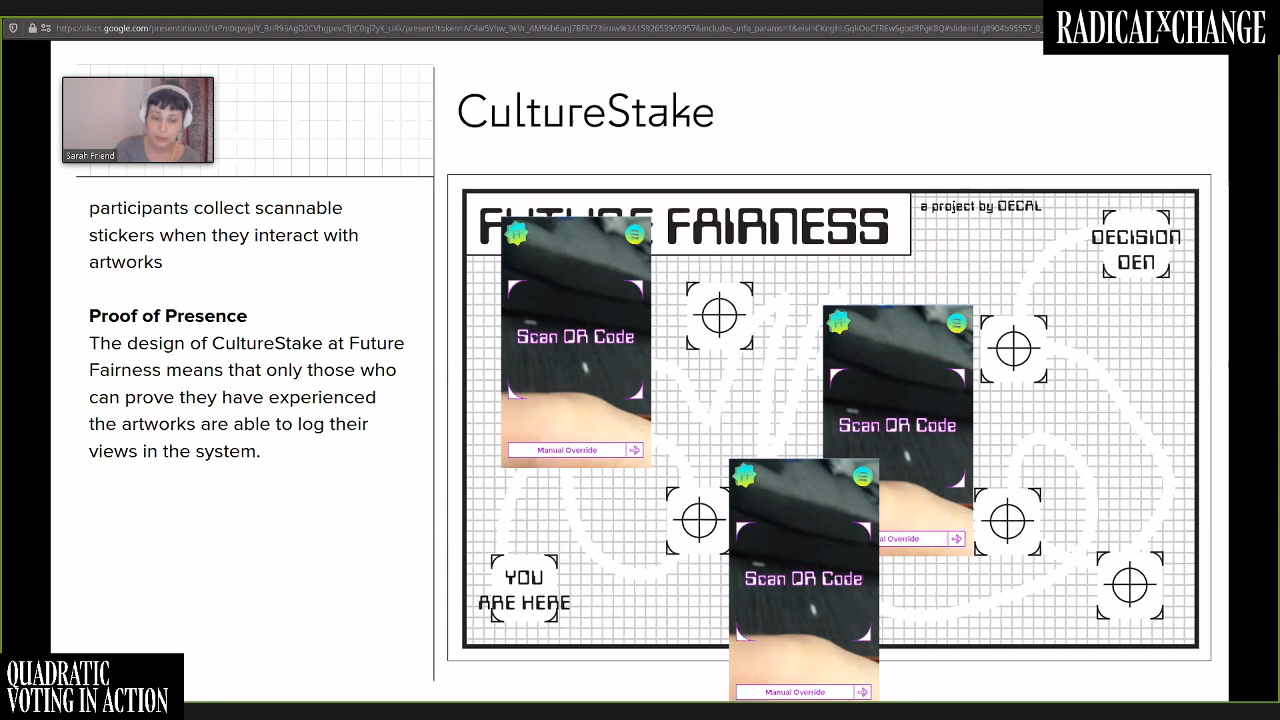 RADICALXCHANGE
CultureStake
Sarah Friend
participants collect scannable
stickers when they interact with
artworks
Proof of Presence
The design of CultureStake at Future
Fairness means that only those who
can prove they have experienced
the artworks are able to log their
views in the system.
FUTURE FAIRNESS
a project by DECAL
DECISION
DEN
Scan QR Code
Manual Override
Scan QR Code
al Override
Scan QR Code
Manual Override
YOU
ARE HERE
QUADRATIC
VOTING IN ACTION